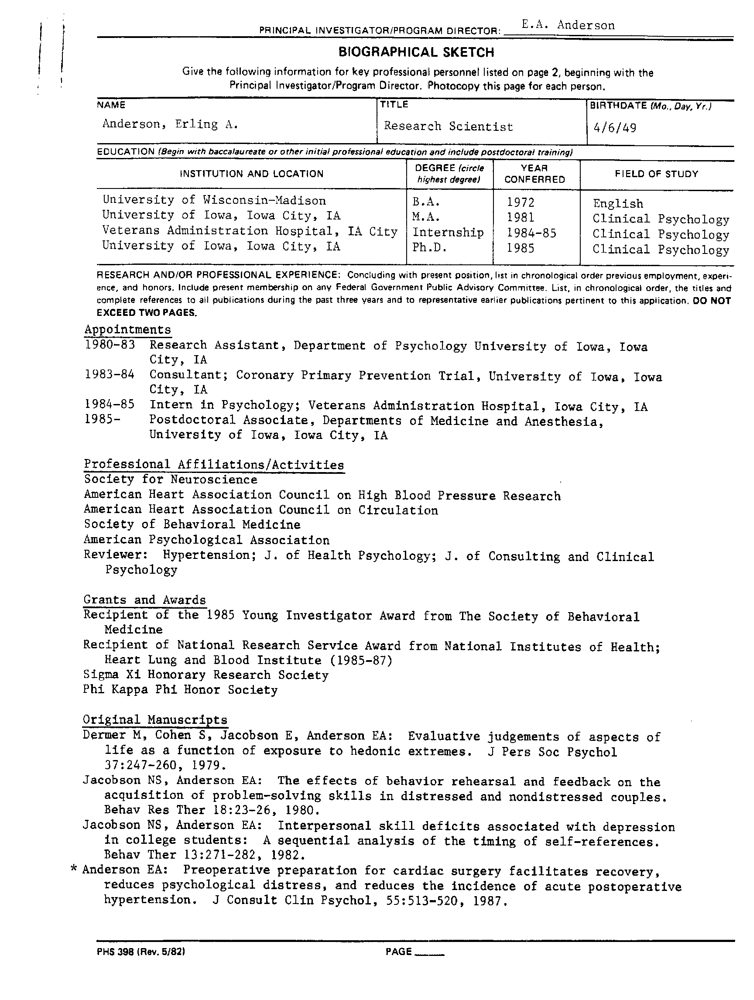 PRINCIPAL INVESTIGATOR/PROGRAM DIRECTOR: E.A. Anderson
BIOGRAPHICAL SKETCH
Give the following information for key professional personnel listed on page 2, beginning with the
Principal Investigator/Program Director. Photocopy this page for each person.
NAME TITLE BIRTHDATE (Mo., Day, Yr.)
Anderson, Erling A. Research Scientist 4/6/49
EDUCATION (Begin with baccalaureate or other initial professional education and include postdoctoral training)
INSTITUTION AND LOCATION DEGREE (circle highest degree) YEAR CONFERRED FIELD OF STUDY
University of Wisconsin-Madison B.A. 1972 English
University of Iowa, Iowa City, IA M.A. 1981 Clinical Psychology
Veterans Administration Hospital, IA City Internship 1984-85 Clinical Psychology
University of Iowa, Iowa City, IA Ph.D. 1985 Clinical Psychology
RESEARCH AND/OR PROFESSIONAL EXPERIENCE: Concluding with present position, list in chronological order previous employment, experi-
ence, and honors. Include present membership on any Federal Government Public Advisory Committee. List, in chronological order, the titles and
complete references to all publications during the past three years and to representative earlier publications pertinent to this application. DO NOT
EXCEED TWO PAGES.
Appointments
1980-83 Research Assistant, Department of Psychology University of Iowa, Iowa
City, IA
1983-84 Consultant; Coronary Primary Prevention Trial, University of Iowa, Iowa
City, IA
1984-85 Intern in Psychology; Veterans Administration Hospital, Iowa City, IA
1985- Postdoctoral Associate, Departments of Medicine and Anesthesia,
University of Iowa, Iowa City, IA
Professional Affiliations/Activities
Society for Neuroscience
American Heart Association Council on High Blood Pressure Research
American Heart Association Council on Circulation
Society of Behavioral Medicine
American Psychological Association
Reviewer: Hypertension; J. of Health Psychology; J. of Consulting and Clinical
Psychology
Grants and Awards
Recipient of the 1985 Young Investigator Award from The Society of Behavioral
Medicine
Recipient of National Research Service Award from National Institutes of Health;
Heart Lung and Blood Institute (1985-87)
Sigma Xi Honorary Research Society
Phi Kappa Phi Honor Society
Original Manuscripts
Dermer M, Cohen S, Jacobson E, Anderson EA: Evaluative judgements of aspects of
life as a function of exposure to hedonic extremes. J Pers Soc Psychol
37:247-260, 1979.
Jacobson NS, Anderson EA: The effects of behavior rehearsal and feedback on the
acquisition of problem-solving skills in distressed and nondistressed couples.
Behav Res Ther 18:23-26, 1980.
Jacobson NS, Anderson EA: Interpersonal skill deficits associated with depression
in college students: A sequential analysis of the timing of self-references.
Behav Ther 13:271-282, 1982.
* Anderson EA: Preoperative preparation for cardiac surgery facilitates recovery,
reduces psychological distress, and reduces the incidence of acute postoperative
hypertension. J Consult Clin Psychol, 55:513-520, 1987.
PHS 398 (Rev. 5/82) PAGE